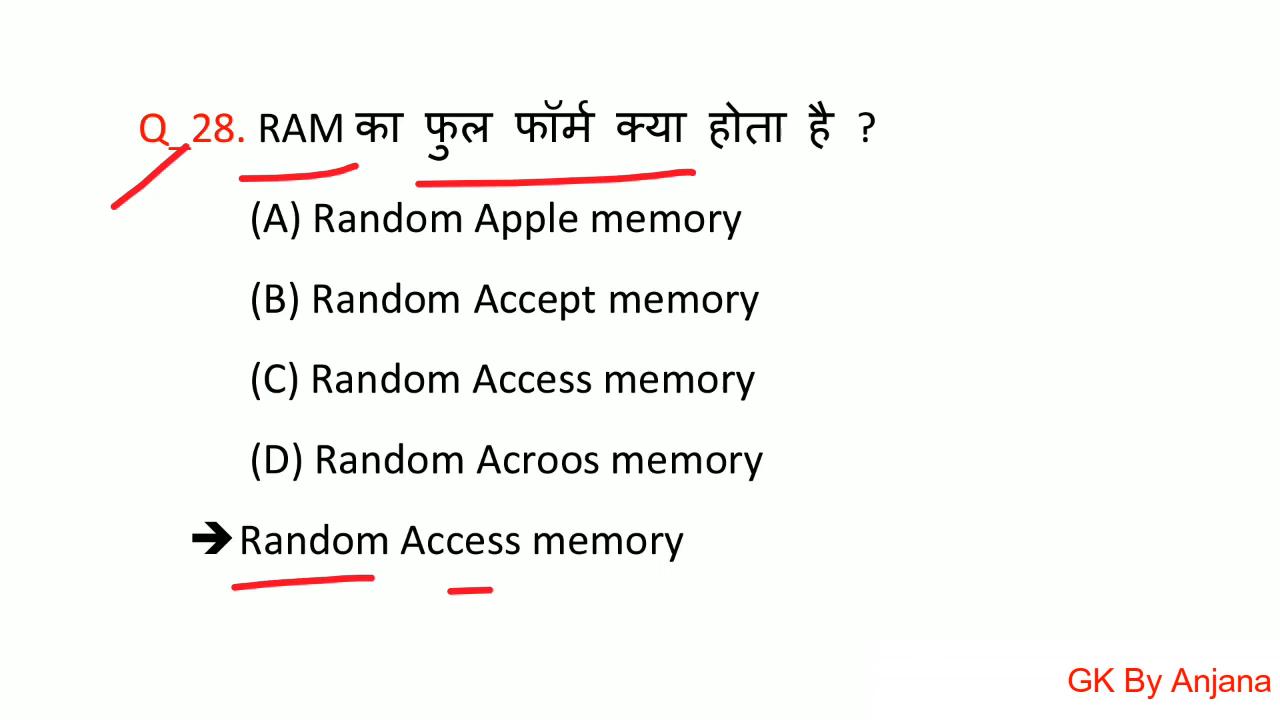 Q_28. RAM का फुल फॉर्म क्या होता है ?
(A) Random Apple memory
(B) Random Accept memory
(C) Random Access memory
(D) Random Acroos memory
➔Random Access memory
GK By Anjana